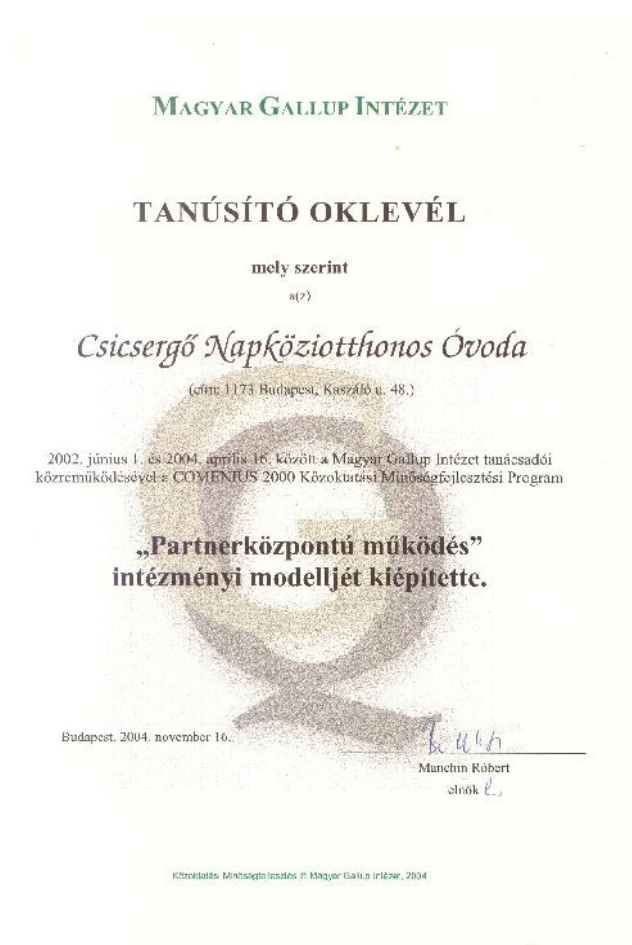 MAGYAR GALLUP INTÉZET
TANÚSÍTÓ OKLEVÉL
mely szerint
a(z)
Csicsergő Napköziotthonos Óvoda
(cím: 1173 Budapest, Kaszáló u. 48.)
2002. június 1. és 2004. április 16. között a Magyar Gallup Intézet tanácsadói
közreműködésével a COMENIUS 2000 Közoktatási Minőségfejlesztési Program
„Partnerközpontú működés”
intézményi modelljét kiépítette.
Budapest, 2004. november 16.
Manchin Róbert
elnök
Közoktatás Minőségfejlesztés © Magyar Gallup Intézet, 2004